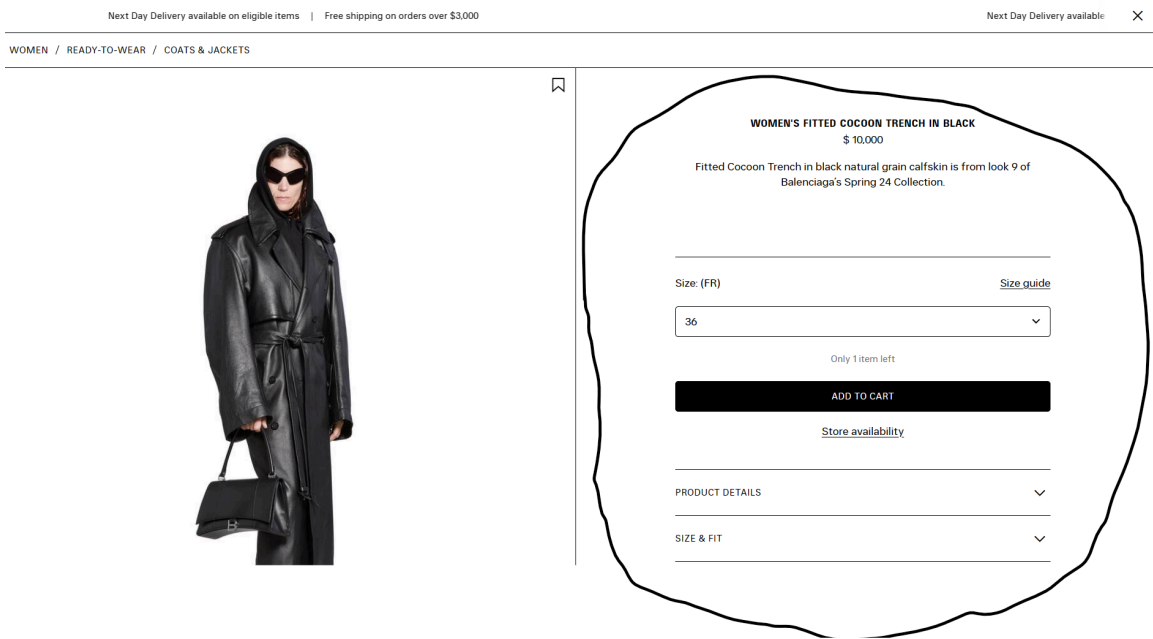 Next Day Delivery available on eligible items | Free shipping on orders over $3,000 Next Day Delivery available
WOMEN / READY-TO-WEAR / COATS & JACKETS
WOMEN'S FITTED COCOON TRENCH IN BLACK
$ 10,000
Fitted Cocoon Trench in black natural grain calfskin is from look 9 of
Balenciaga's Spring 24 Collection.
Size: (FR) Size guide
36
Only 1 item left
ADD TO CART
Store availability
PRODUCT DETAILS
SIZE & FIT